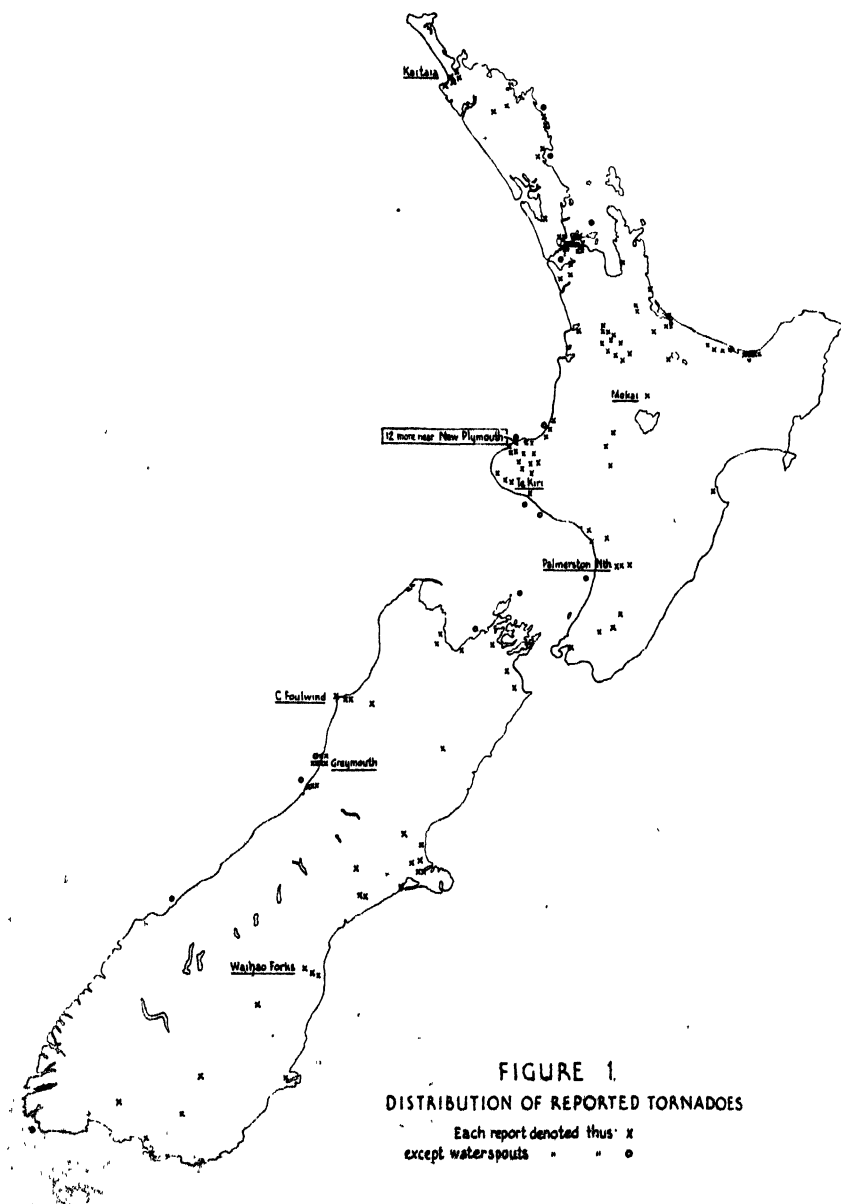 Kaitaia
Mokai
12 more near New Plymouth
Te Kiri
Palmerston Nth
C Foulwind
Greymouth
Waihao Forks
FIGURE 1.
DISTRIBUTION OF REPORTED TORNADOES
Each report denoted thus· x
except waterspouts " " o